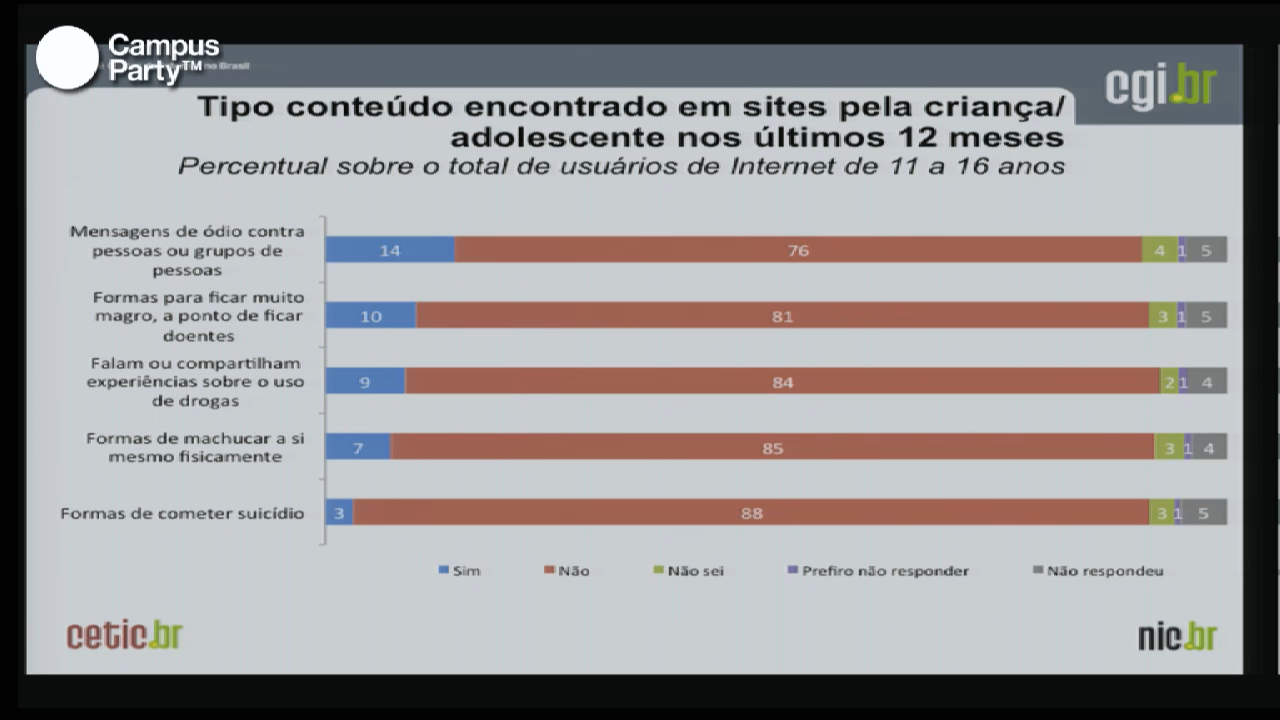 Campus
Party™
no Brasil
cgi.br
Tipo conteúdo encontrado em sites pela criança/
adolescente nos últimos 12 meses
Percentual sobre o total de usuários de Internet de 11 a 16 anos
Mensagens de ódio contra
pessoas ou grupos de
pessoas
14 76 4 1 5
Formas para ficar muito
magro, a ponto de ficar
doentes
10 81 3 1 5
Falam ou compartilham
experiências sobre o uso
de drogas
9 84 2 1 4
Formas de machucar a si
mesmo fisicamente
7 85 3 1 4
Formas de cometer suicídio
3 88 3 1 5
Sim Não Não sei Prefiro não responder Não respondeu
cetic.br
nic.br